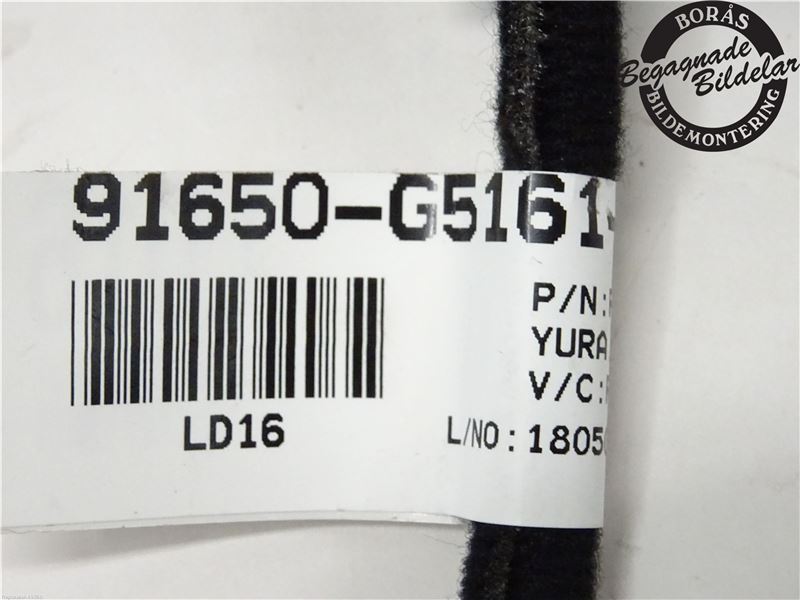 BORÅS
Begagnade
Bildelar
BILDEMONTERING
91650-G5161-
P/N:
YURA
LD16
V/C:
L/NO : 1805